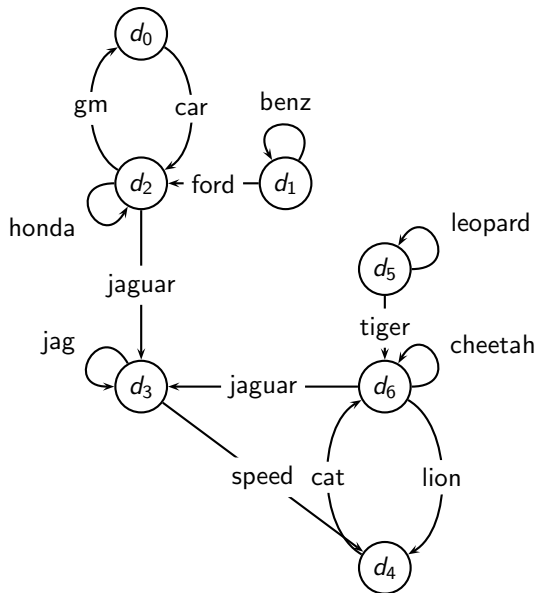 d0
gm
car
benz
d2
ford
d1
honda
leopard
d5
jaguar
tiger
jag
cheetah
d3
jaguar
d6
speed
cat
lion
d4